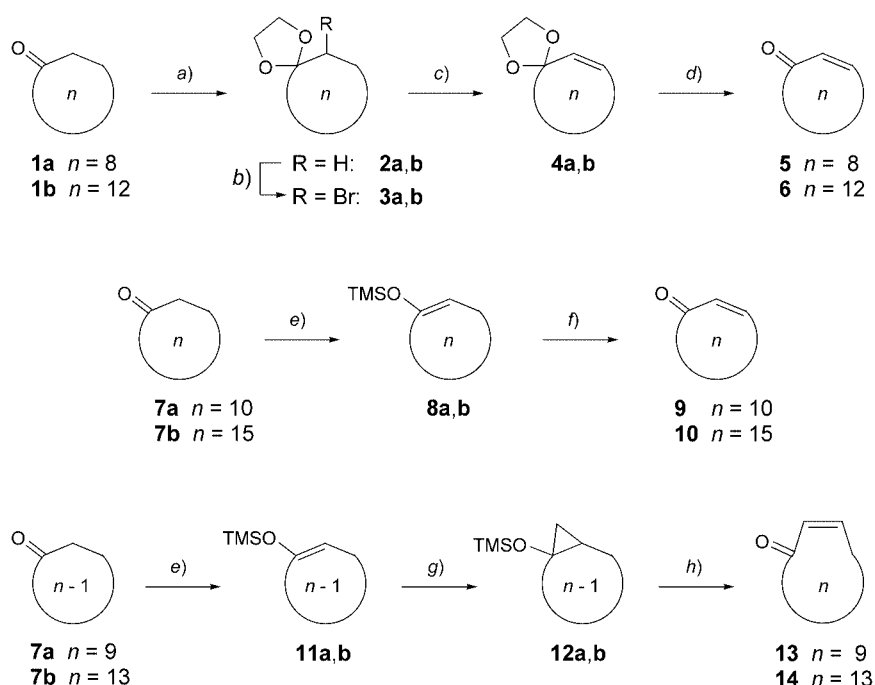 O a) O O R n c) O O n d) O n
n
1a n = 8
1b n = 12
b) R = H: 2a,b
R = Br: 3a,b
4a,b
5 n = 8
6 n = 12
O n e) TMSO n f) O n
7a n = 10
7b n = 15
8a,b
9 n = 10
10 n = 15
O n - 1 e) TMSO n - 1 g) TMSO n - 1 h) O n
7a n = 9
7b n = 13
11a,b
12a,b
13 n = 9
14 n = 13